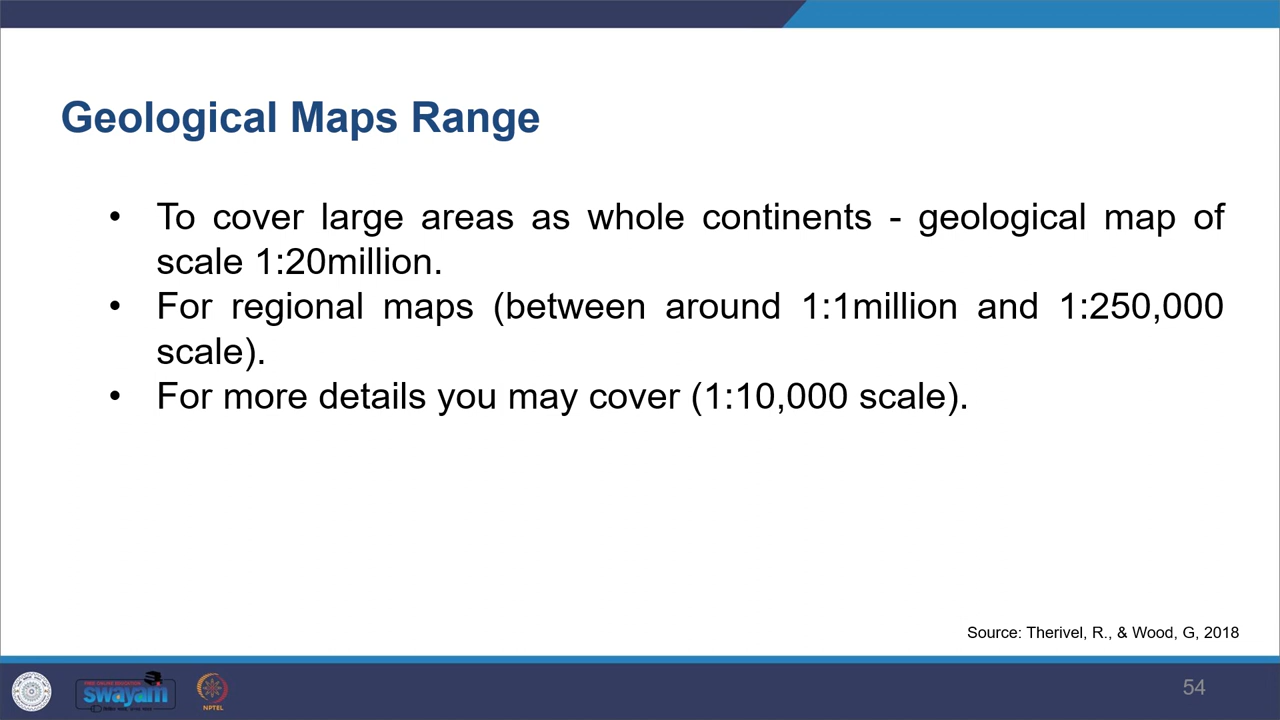 Geological Maps Range
• To cover large areas as whole continents - geological map of
scale 1:20million.
• For regional maps (between around 1:1million and 1:250,000
scale).
• For more details you may cover (1:10,000 scale).
Source: Therivel, R., & Wood, G, 2018
swayam
NPTEL
54